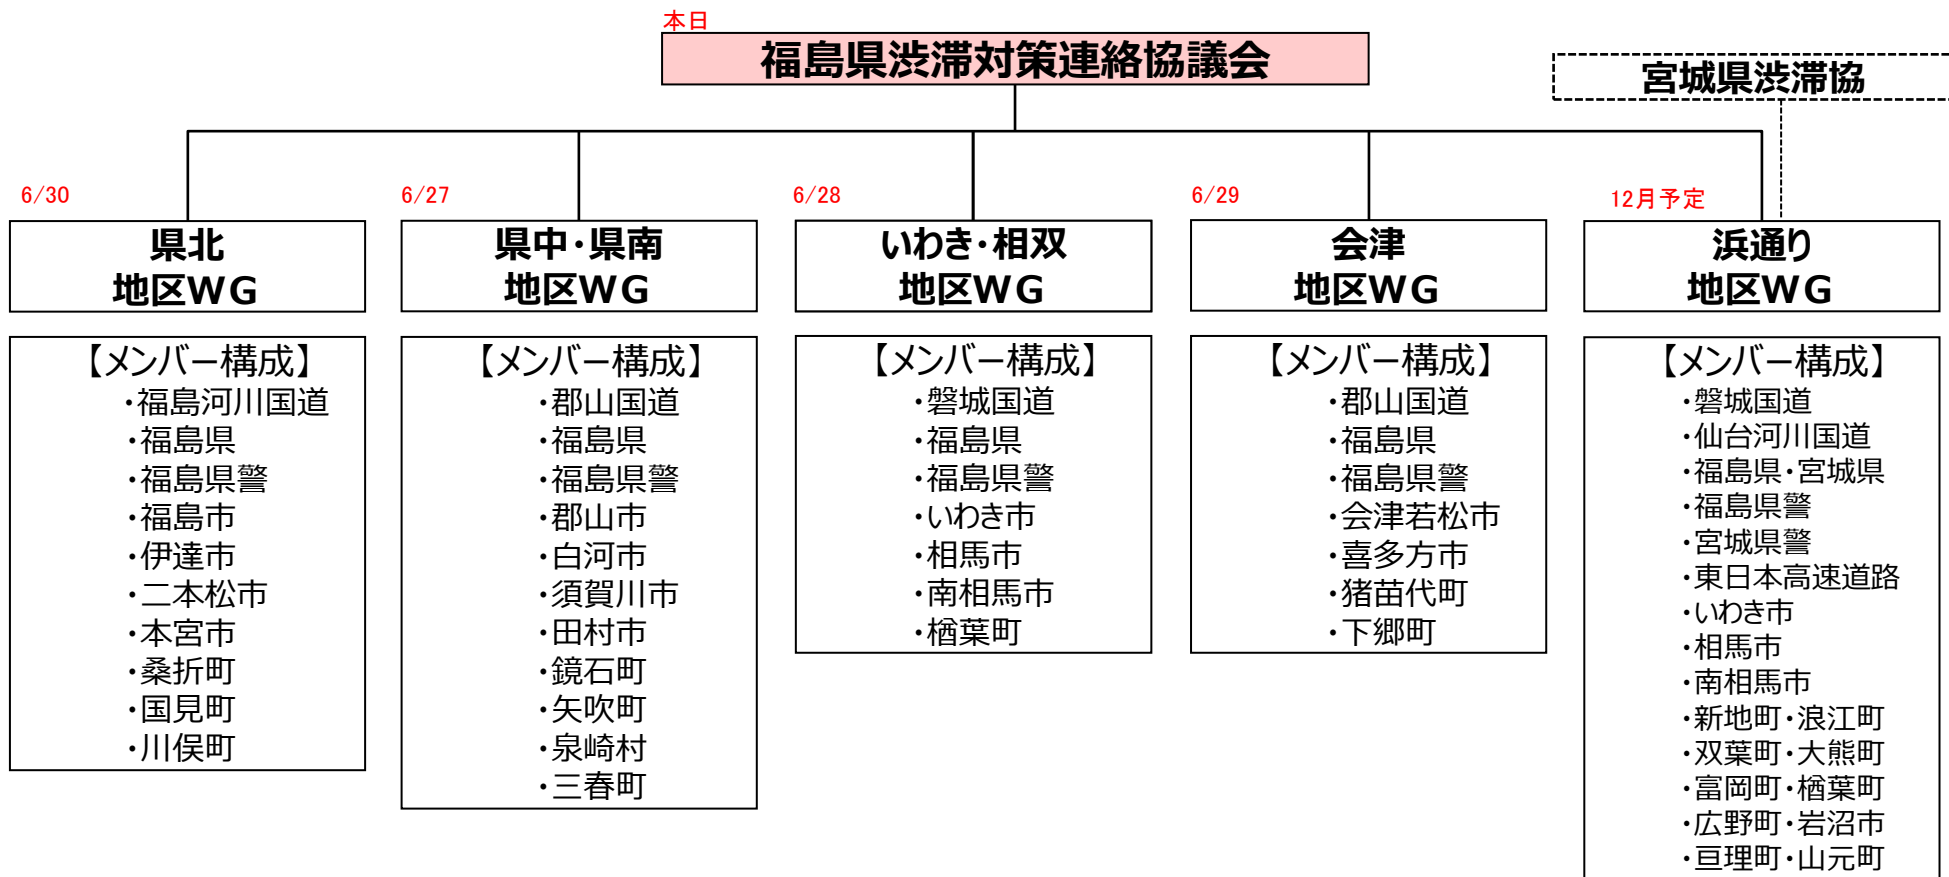 本日
福島県渋滞対策連絡協議会
宮城県渋滞協
6/30
県北
地区WG
【メンバー構成】
・福島河川国道
・福島県
・福島県警
・福島市
・伊達市
・二本松市
・本宮市
・桑折町
・国見町
・川俣町
6/27
県中・県南
地区WG
【メンバー構成】
・郡山国道
・福島県
・福島県警
・郡山市
・白河市
・須賀川市
・田村市
・鏡石町
・矢吹町
・泉崎村
・三春町
6/28
いわき・相双
地区WG
【メンバー構成】
・磐城国道
・福島県
・福島県警
・いわき市
・相馬市
・南相馬市
・楢葉町
6/29
会津
地区WG
【メンバー構成】
・郡山国道
・福島県
・福島県警
・会津若松市
・喜多方市
・猪苗代町
・下郷町
12月予定
浜通り
地区WG
【メンバー構成】
・磐城国道
・仙台河川国道
・福島県・宮城県
・福島県警
・宮城県警
・東日本高速道路
・いわき市
・相馬市
・南相馬市
・新地町・浪江町
・双葉町・大熊町
・富岡町・楢葉町
・広野町・岩沼市
・亘理町・山元町